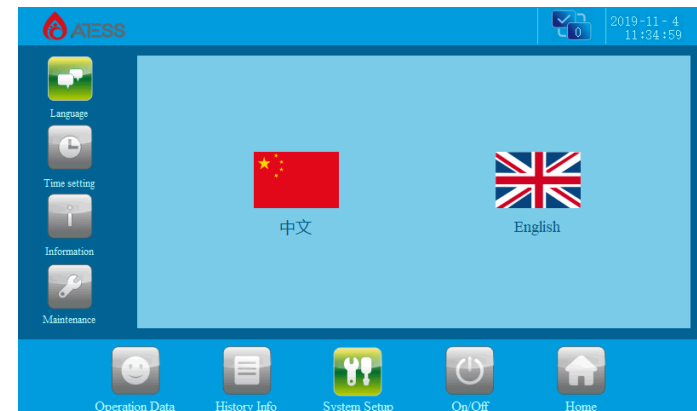 ATESS
0
2019-11- 4
11:34:59
Language
Time setting
Information
Maintenance
中文
English
Operation Data
History Info
System Setup
On/Off
Home